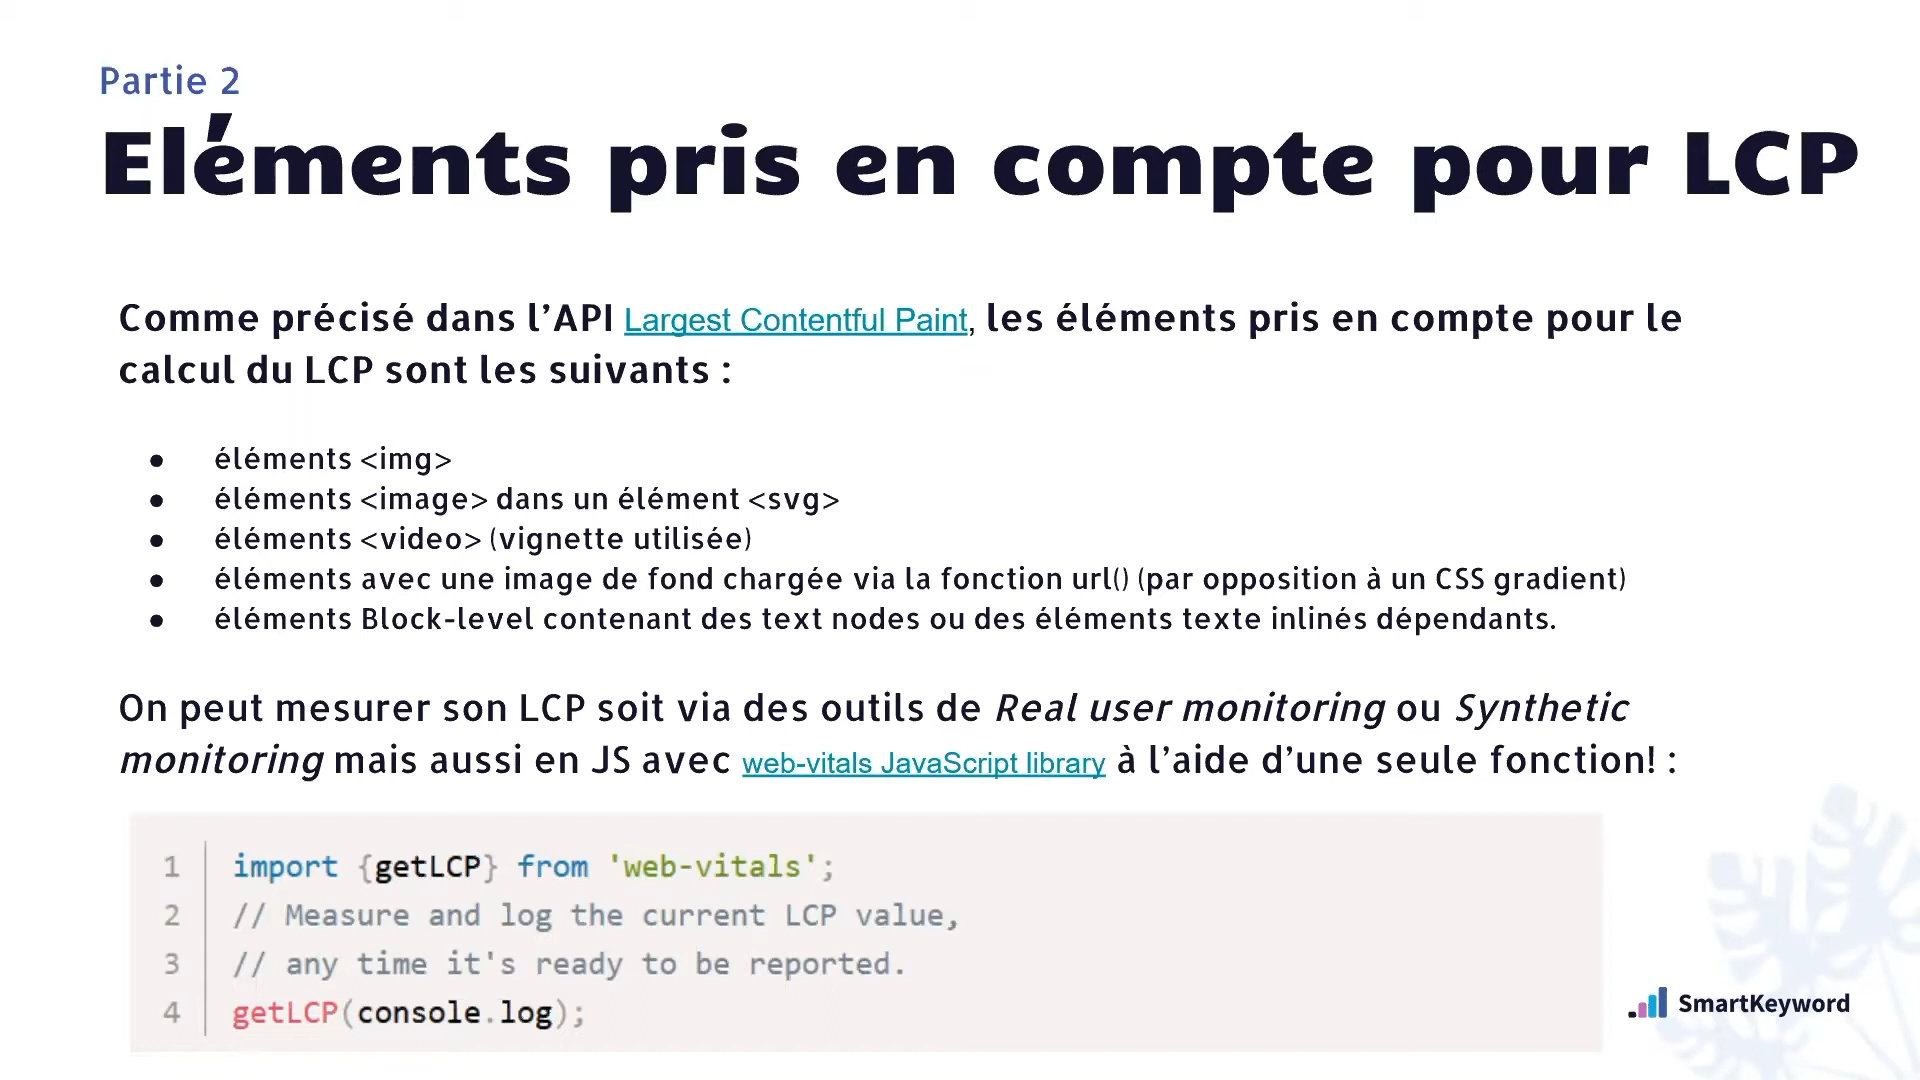 Partie 2
Eléments pris en compte pour LCP
Comme précisé dans l’API Largest Contentful Paint, les éléments pris en compte pour le
calcul du LCP sont les suivants :
● éléments <img>
● éléments <image> dans un élément <svg>
● éléments <video> (vignette utilisée)
● éléments avec une image de fond chargée via la fonction url() (par opposition à un CSS gradient)
● éléments Block-level contenant des text nodes ou des éléments texte inlinés dépendants.
On peut mesurer son LCP soit via des outils de Real user monitoring ou Synthetic
monitoring mais aussi en JS avec web-vitals JavaScript library à l’aide d’une seule fonction! :
1 import {getLCP} from 'web-vitals';
2 // Measure and log the current LCP value,
3 // any time it's ready to be reported.
4 getLCP(console.log);
SmartKeyword